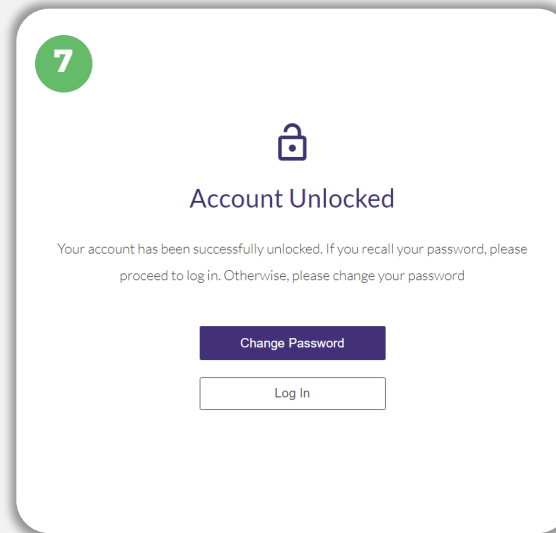 7
Account Unlocked
Your account has been successfully unlocked. If you recall your password, please
proceed to log in. Otherwise, please change your password
Change Password
Log In